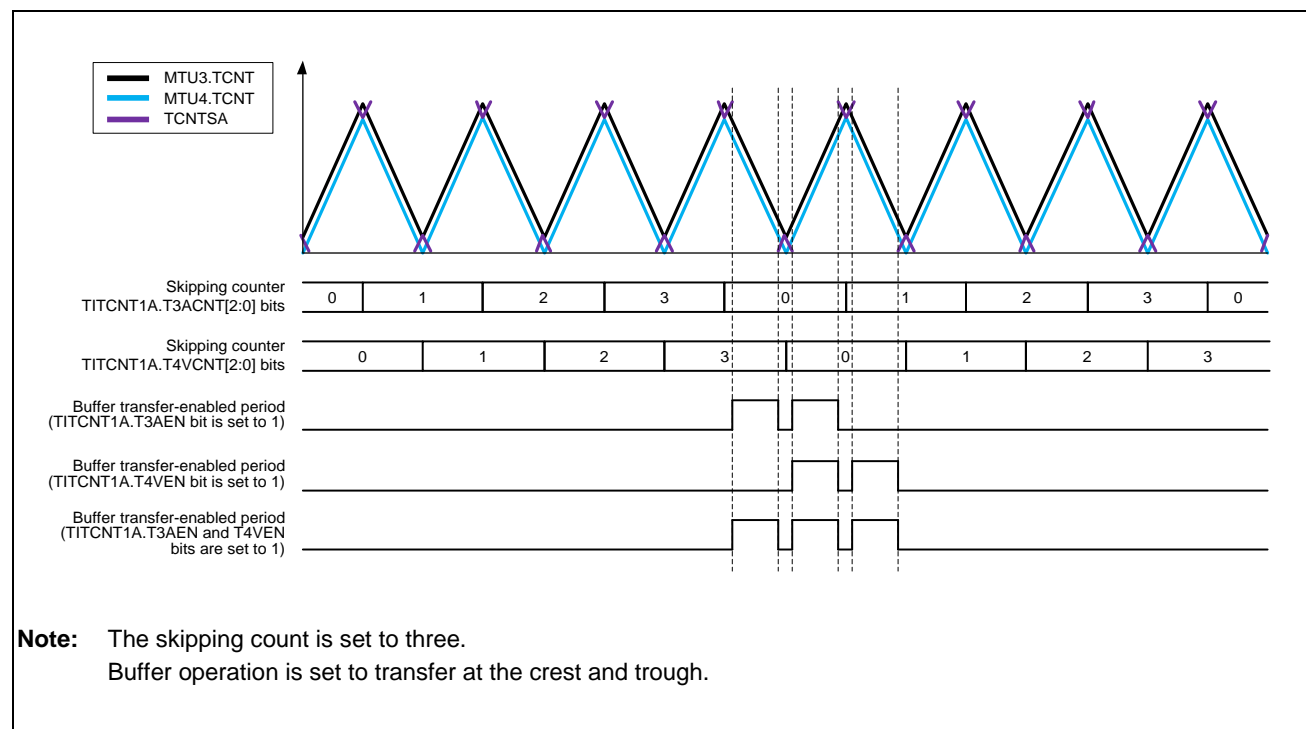 MTU3.TCNT
MTU4.TCNT
TCNTSA
Skipping counter
TITCNT1A.T3ACNT[2:0] bits
0 1 2 3 0 1 2 3 0
Skipping counter
TITCNT1A.T4VCNT[2:0] bits
0 1 2 3 0 1 2 3
Buffer transfer-enabled period
(TITCNT1A.T3AEN bit is set to 1)
Buffer transfer-enabled period
(TITCNT1A.T4VEN bit is set to 1)
Buffer transfer-enabled period
(TITCNT1A.T3AEN and T4VEN
bits are set to 1)
Note: The skipping count is set to three.
Buffer operation is set to transfer at the crest and trough.